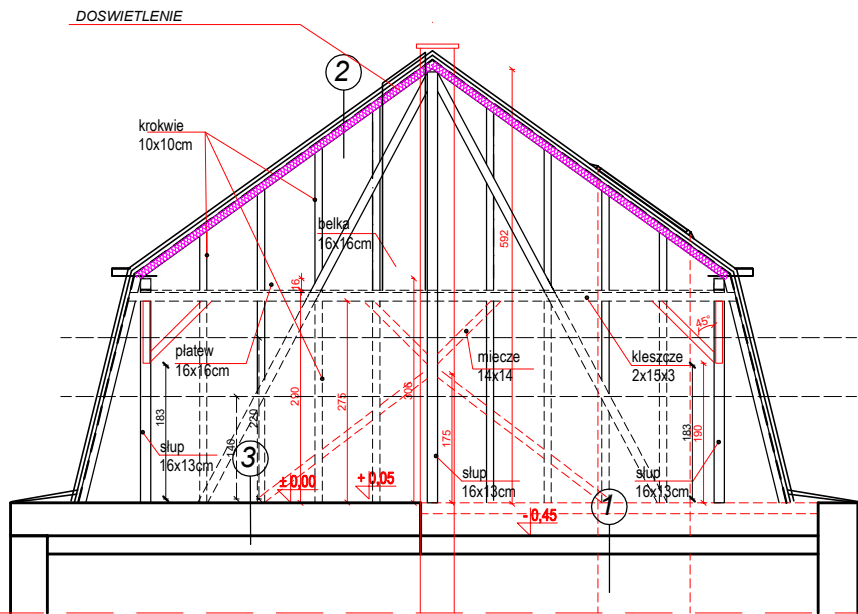 DOSWIETLENIE
2
krokwie
10x10cm
belka
16x16cm
592
16
45°
płatew
16x16cm
miecze
14x14
kleszcze
2x15x3
290
275
306
183
220
140
175
183
190
słup
16x13cm
3
słup
16x13cm
słup
16x13cm
± 0,00
+ 0,05
- 0,45
1